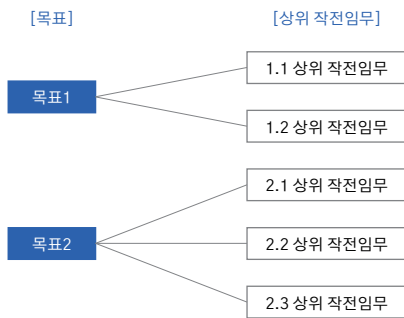 [목표]
[상위 작전임무]
목표1
1.1 상위 작전임무
1.2 상위 작전임무
목표2
2.1 상위 작전임무
2.2 상위 작전임무
2.3 상위 작전임무